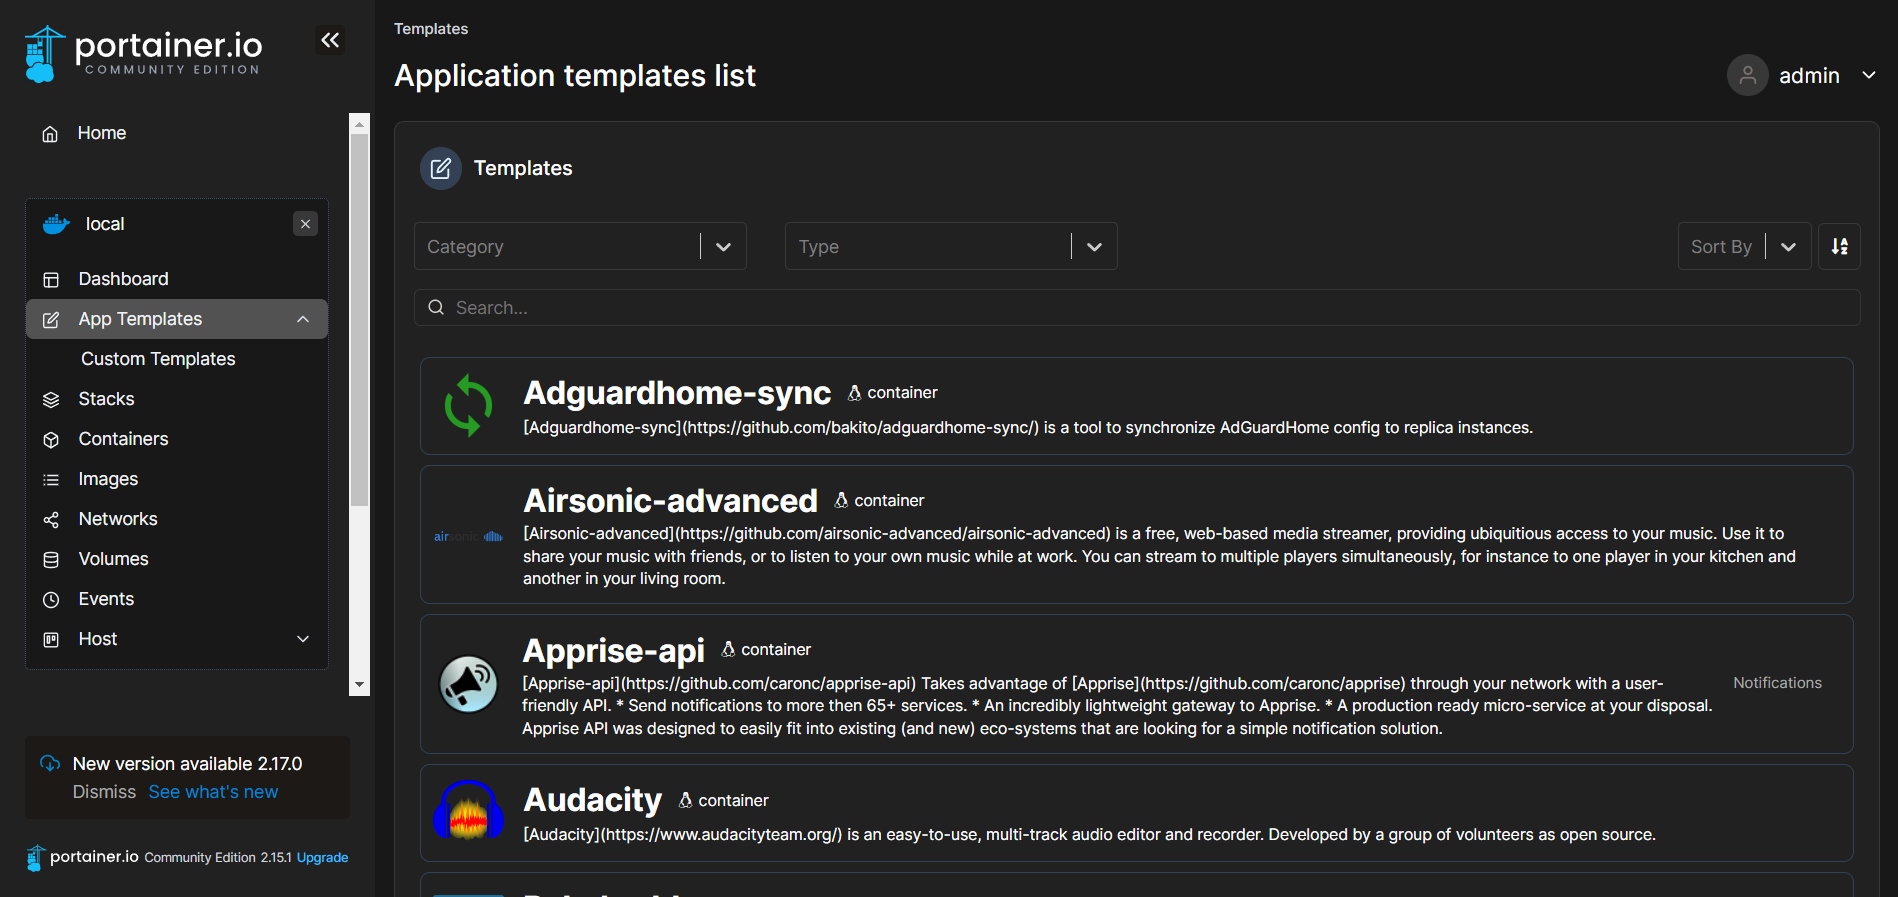 portainer.io
COMMUNITY EDITION
Home
local
Dashboard
App Templates
Custom Templates
Stacks
Containers
Images
Networks
Volumes
Events
Host
New version available 2.17.0
Dismiss See what's new
portainer.io Community Edition 2.15.1 Upgrade
Templates
Application templates list
admin
Templates
Category
Type
Sort By
Search...
Adguardhome-sync container
[Adguardhome-sync](https://github.com/bakito/adguardhome-sync/) is a tool to synchronize AdGuardHome config to replica instances.
airsonic
Airsonic-advanced container
[Airsonic-advanced](https://github.com/airsonic-advanced/airsonic-advanced) is a free, web-based media streamer, providing ubiquitious access to your music. Use it to
share your music with friends, or to listen to your own music while at work. You can stream to multiple players simultaneously, for instance to one player in your kitchen and
another in your living room.
Apprise-api container
[Apprise-api](https://github.com/caronc/apprise-api) Takes advantage of [Apprise](https://github.com/caronc/apprise) through your network with a user-
friendly API. * Send notifications to more then 65+ services. * An incredibly lightweight gateway to Apprise. * A production ready micro-service at your disposal.
Apprise API was designed to easily fit into existing (and new) eco-systems that are looking for a simple notification solution.
Notifications
Audacity container
[Audacity](https://www.audacityteam.org/) is an easy-to-use, multi-track audio editor and recorder. Developed by a group of volunteers as open source.